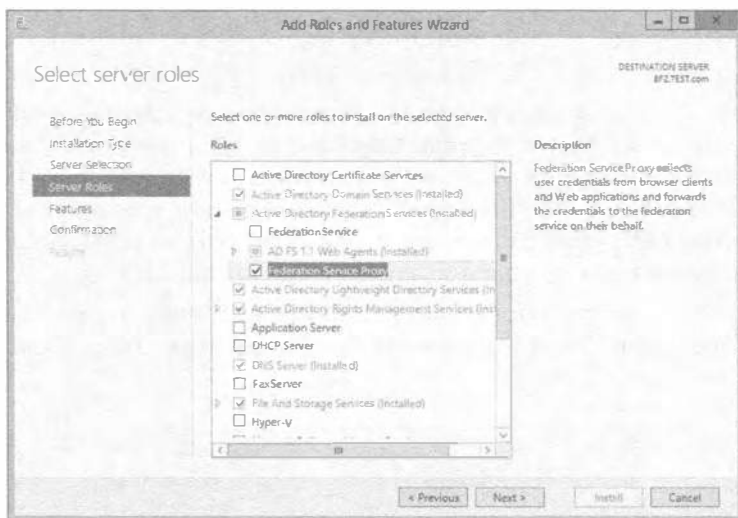 Add Roles and Features Wizard
Select server roles
DESTINATION SERVER
BF2.TEST.com
Before You Begin
Installation Type
Server Selection
Server Roles
Features
Confirmation
Results
Select one or more roles to install on the selected server.
Roles
Active Directory Certificate Services
Active Directory Domain Services (Installed)
Active Directory Federation Services (Installed)
Federation Service
AD FS 1.1 Web Agents (Installed)
Federation Service Proxy
Active Directory Lightweight Directory Services (In
Active Directory Rights Management Services (Inst
Application Server
DHCP Server
DNS Server (Installed)
Fax Server
File And Storage Services (Installed)
Hyper-V
Description
Federation Service Proxy collects
user credentials from browser clients
and Web applications and forwards
the credentials to the federation
service on their behalf.
< Previous
Next >
Install
Cancel